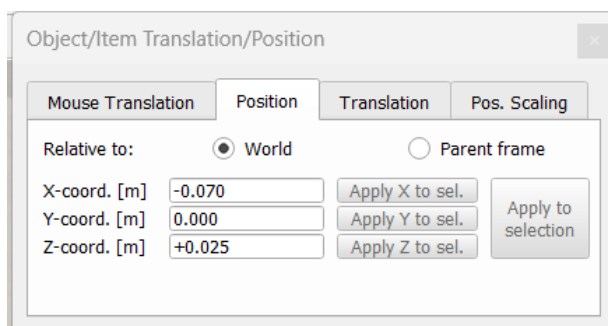 Object/Item Translation/Position
Mouse Translation Position Translation Pos. Scaling
Relative to: World Parent frame
X-coord. [m] -0.070 Apply X to sel.
Y-coord. [m] 0.000 Apply Y to sel.
Z-coord. [m] +0.025 Apply Z to sel.
Apply to
selection